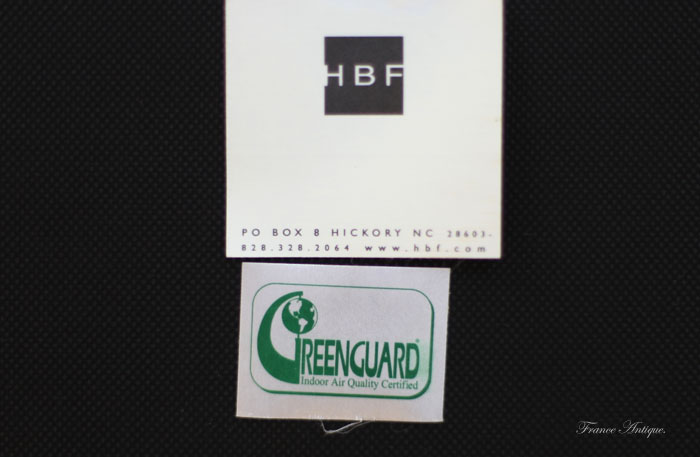 HBF
PO BOX 8 HICKORY NC 28603-
828.328.2064 www.hbf.com
GREENGUARD
Indoor Air Quality Certified
France Antique.